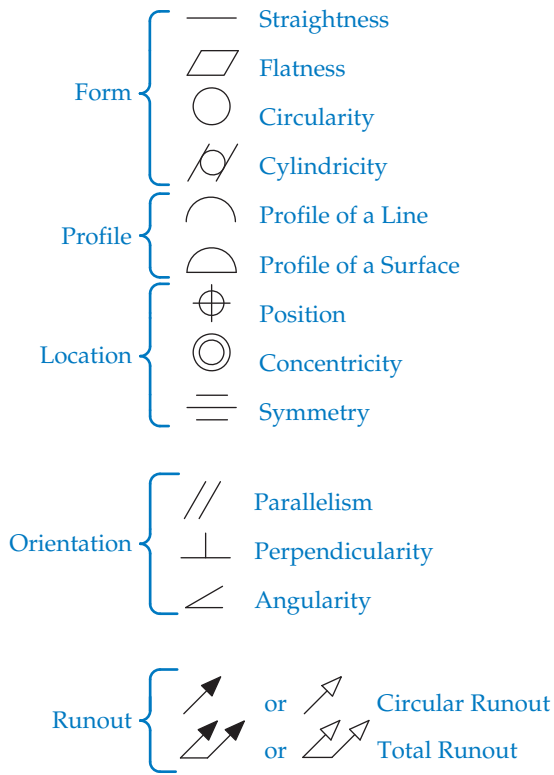 Straightness
Flatness
Form
Circularity
Cylindricity
Profile of a Line
Profile
Profile of a Surface
Position
Location
Concentricity
Symmetry
Parallelism
Orientation
Perpendicularity
Angularity
or Circular Runout
Runout
or Total Runout